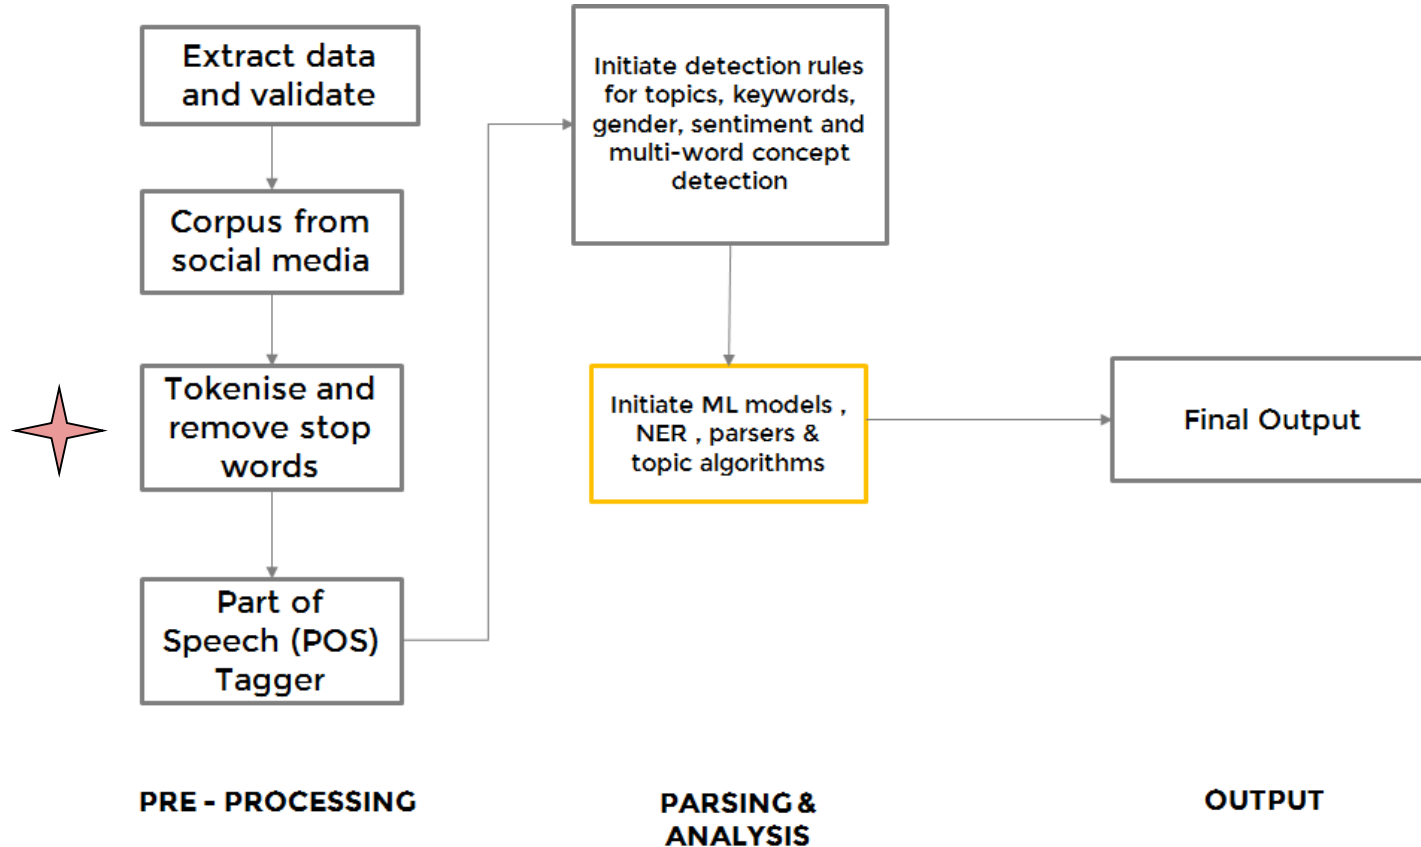 Extract data
and validate
Corpus from
social media
Tokenise and
remove stop
words
Part of
Speech (POS)
Tagger
PRE - PROCESSING
Initiate detection rules
for topics, keywords,
gender, sentiment and
multi-word concept
detection
Initiate ML models ,
NER , parsers &
topic algorithms
PARSING &
ANALYSIS
Final Output
OUTPUT